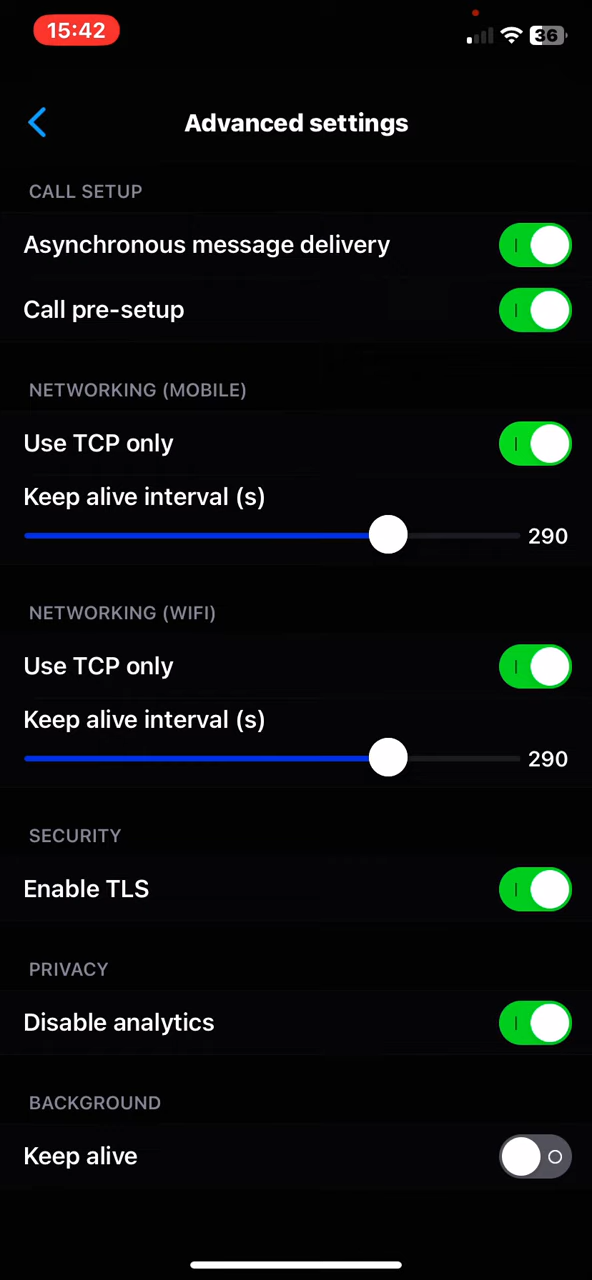 15:42
36
Advanced settings
CALL SETUP
Asynchronous message delivery
Call pre-setup
NETWORKING (MOBILE)
Use TCP only
Keep alive interval (s)
290
NETWORKING (WIFI)
Use TCP only
Keep alive interval (s)
290
SECURITY
Enable TLS
PRIVACY
Disable analytics
BACKGROUND
Keep alive